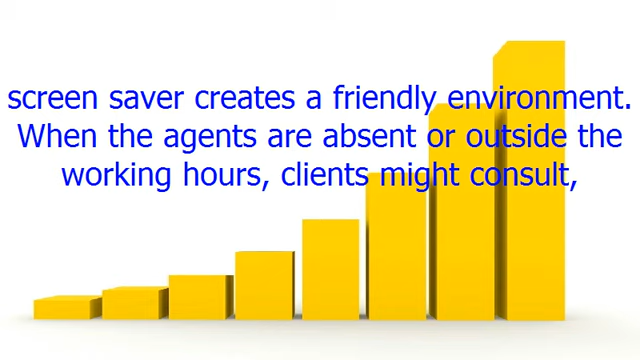 screen saver creates a friendly environment.
When the agents are absent or outside the
working hours, clients might consult,